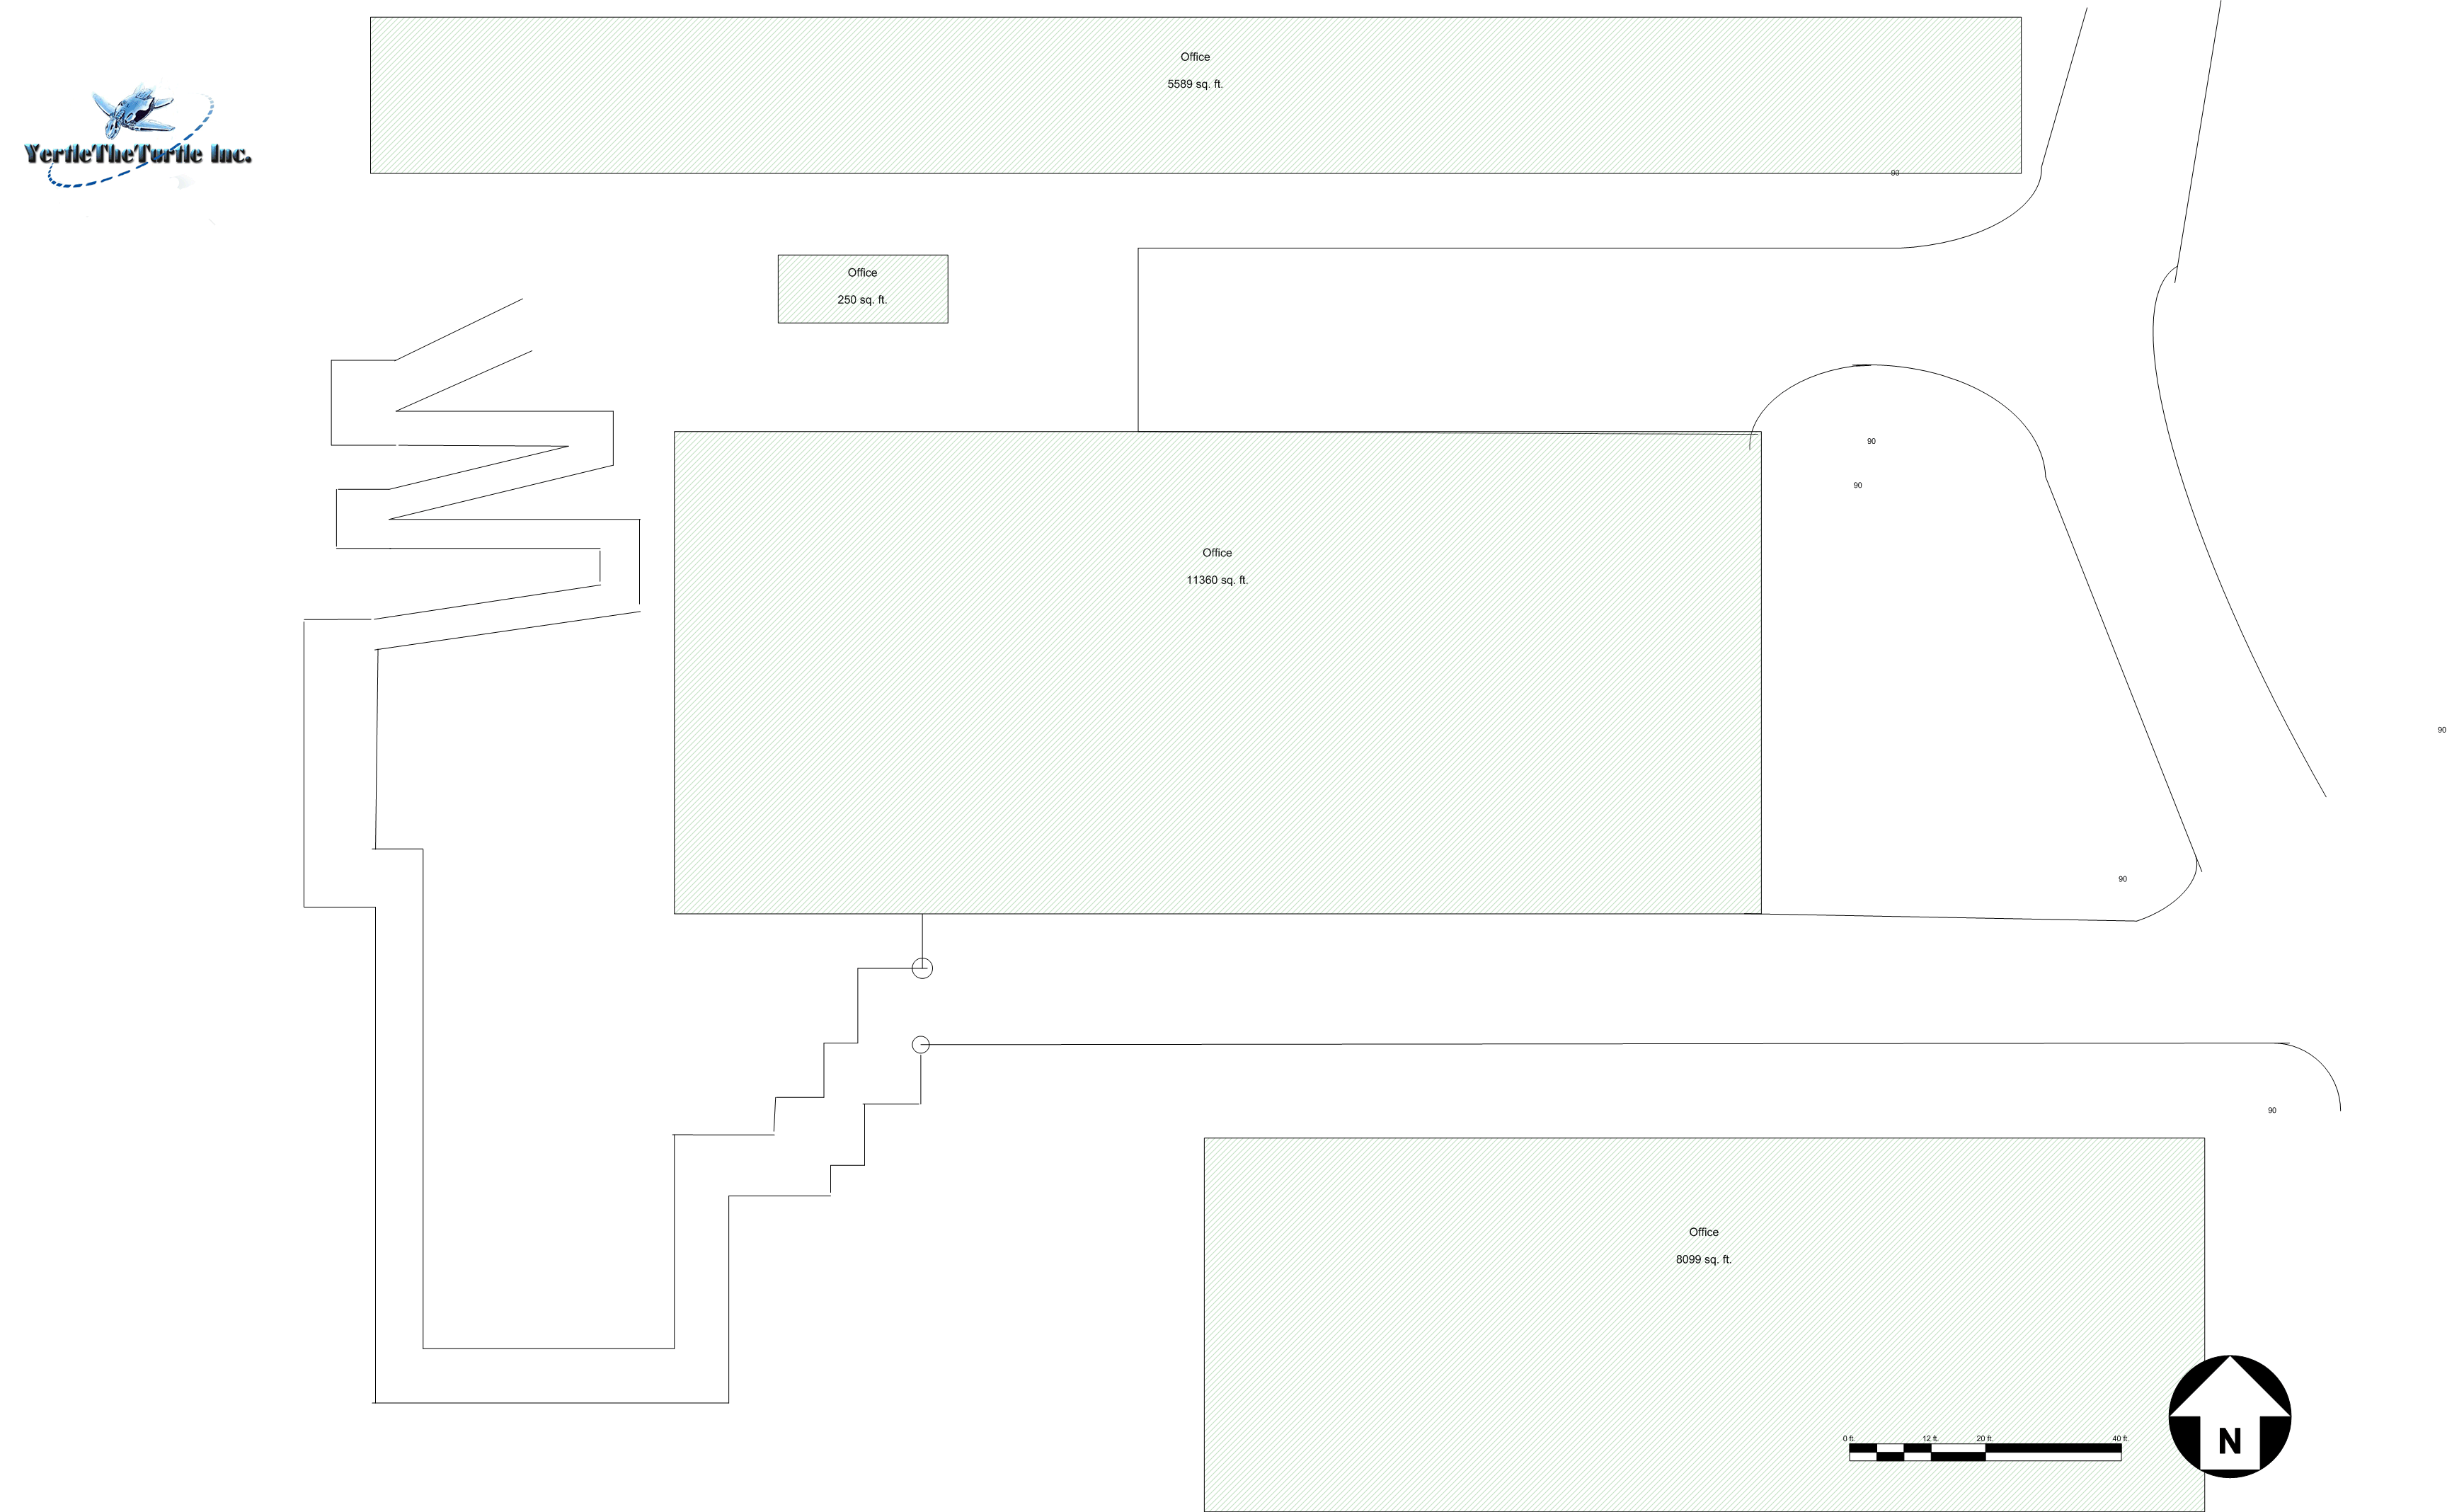 Office
5589 sq. ft.
YertleTheTurtle Inc.
90
Office
250 sq. ft.
90
90
Office
11360 sq. ft.
90
90
90
Office
8099 sq. ft.
0 ft. 12 ft. 20 ft. 40 ft.
N